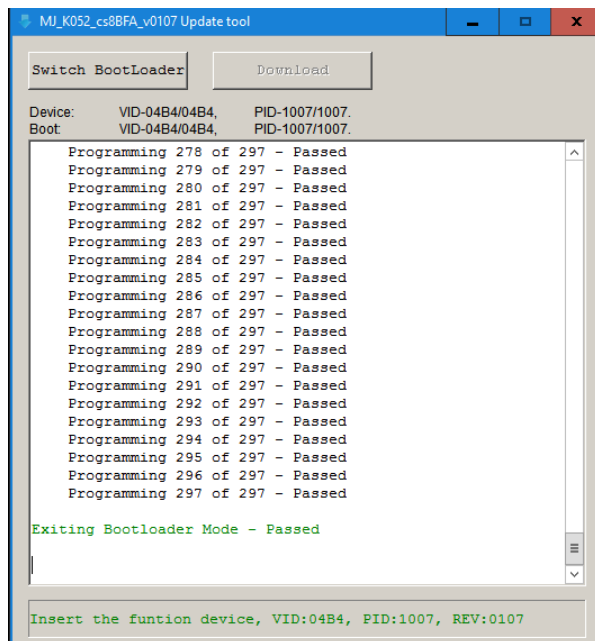 MJ_K052_cs8BFA_v0107 Update tool
Switch BootLoader Download
Device: VID-04B4/04B4, PID-1007/1007.
Boot: VID-04B4/04B4, PID-1007/1007.
Programming 278 of 297 - Passed
Programming 279 of 297 - Passed
Programming 280 of 297 - Passed
Programming 281 of 297 - Passed
Programming 282 of 297 - Passed
Programming 283 of 297 - Passed
Programming 284 of 297 - Passed
Programming 285 of 297 - Passed
Programming 286 of 297 - Passed
Programming 287 of 297 - Passed
Programming 288 of 297 - Passed
Programming 289 of 297 - Passed
Programming 290 of 297 - Passed
Programming 291 of 297 - Passed
Programming 292 of 297 - Passed
Programming 293 of 297 - Passed
Programming 294 of 297 - Passed
Programming 295 of 297 - Passed
Programming 296 of 297 - Passed
Programming 297 of 297 - Passed
Exiting Bootloader Mode - Passed
Insert the funtion device, VID:04B4, PID:1007, REV:0107